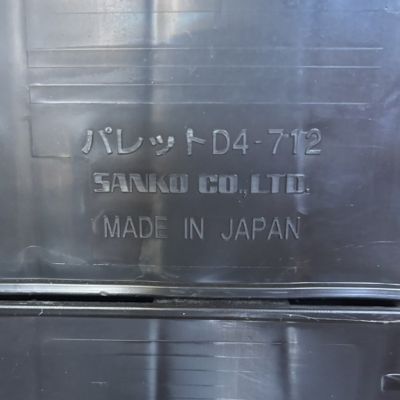 パレットD4-712
SANKO CO.,LTD.
MADE IN JAPAN